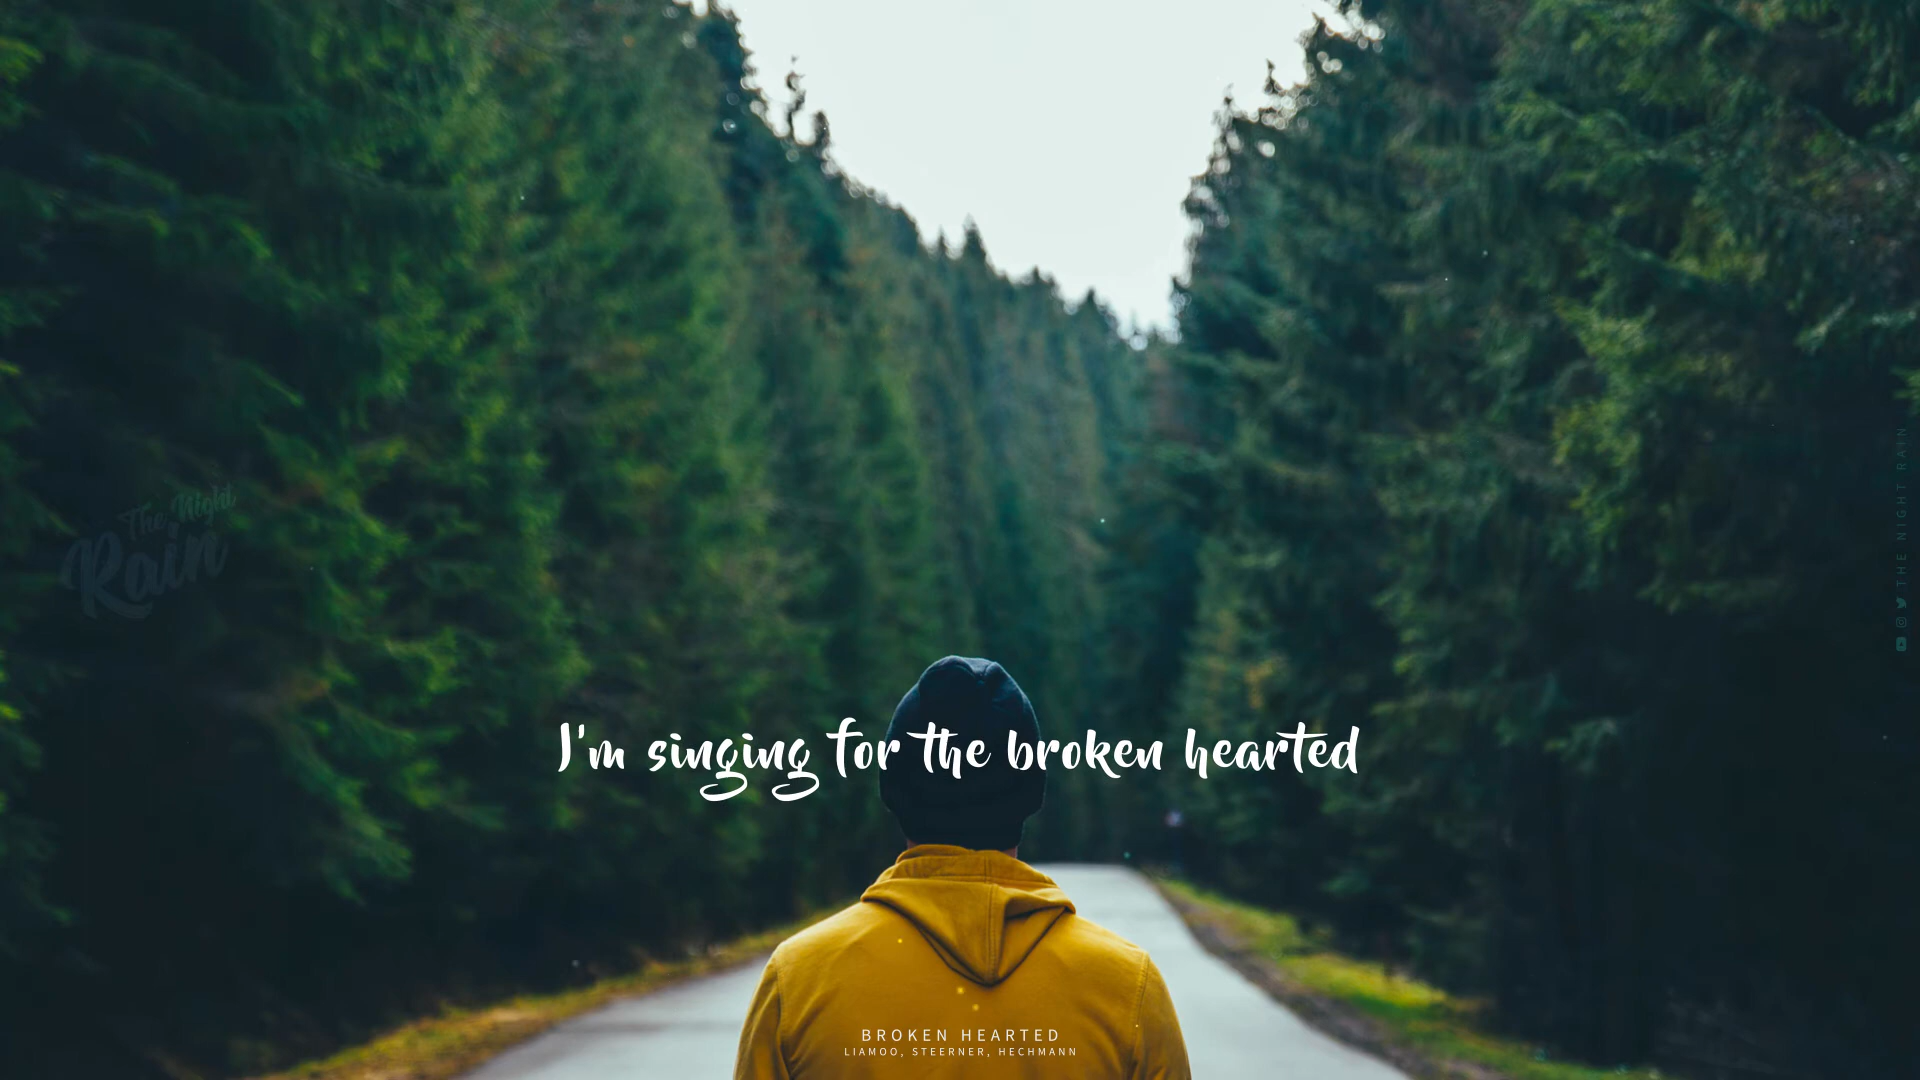 The Night
Rain
I'm singing for the broken hearted
THE NIGHT RAIN
BROKEN HEARTED
LIAMOO, STEERNER, HECHMANN